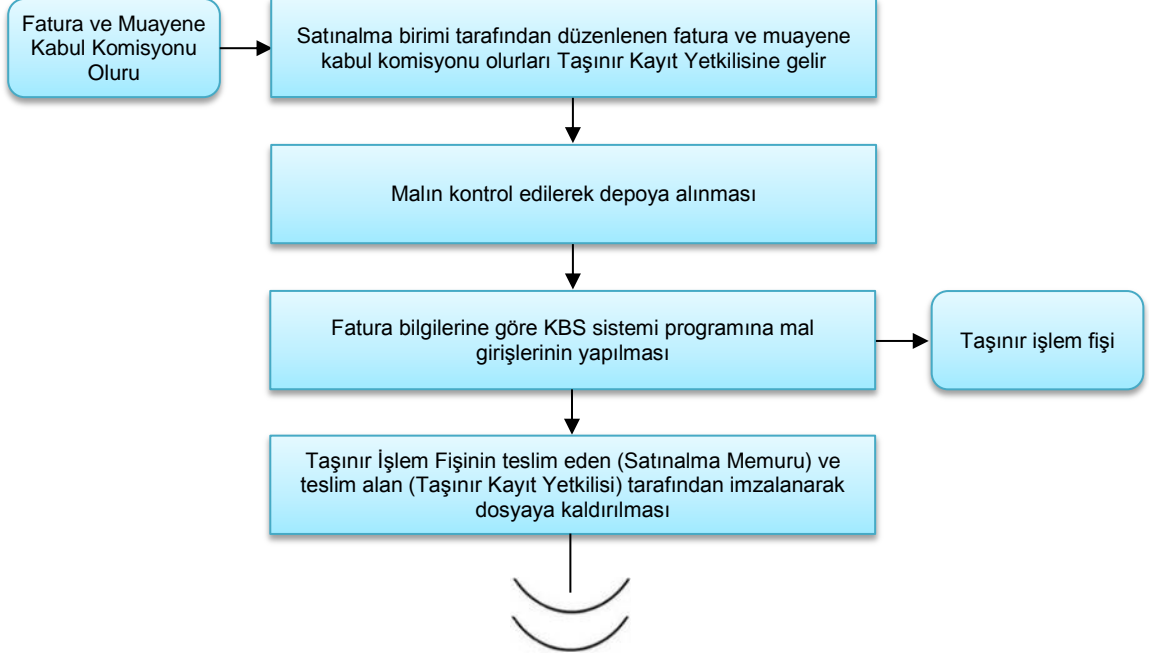 Fatura ve Muayene
Kabul Komisyonu
Oluru
Satınalma birimi tarafından düzenlenen fatura ve muayene
kabul komisyonu olurları Taşınır Kayıt Yetkilisine gelir
Malın kontrol edilerek depoya alınması
Fatura bilgilerine göre KBS sistemi programına mal
girişlerinin yapılması
Taşınır işlem fişi
Taşınır İşlem Fişinin teslim eden (Satınalma Memuru) ve
teslim alan (Taşınır Kayıt Yetkilisi) tarafından imzalanarak
dosyaya kaldırılması